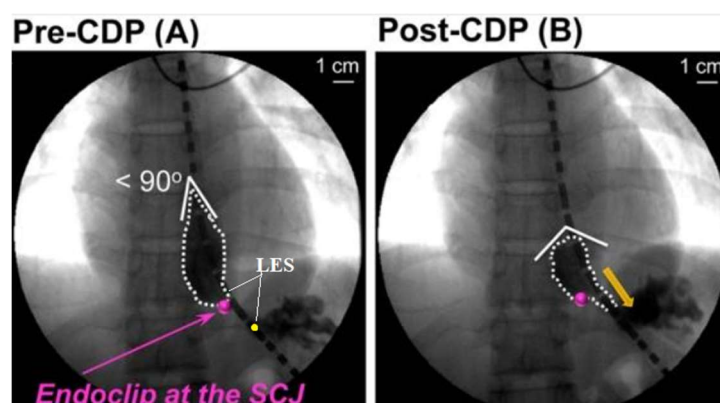 Pre-CDP (A)
Post-CDP (B)
1 cm
1 cm
< 90º
LES
Endoclip at the SCJ